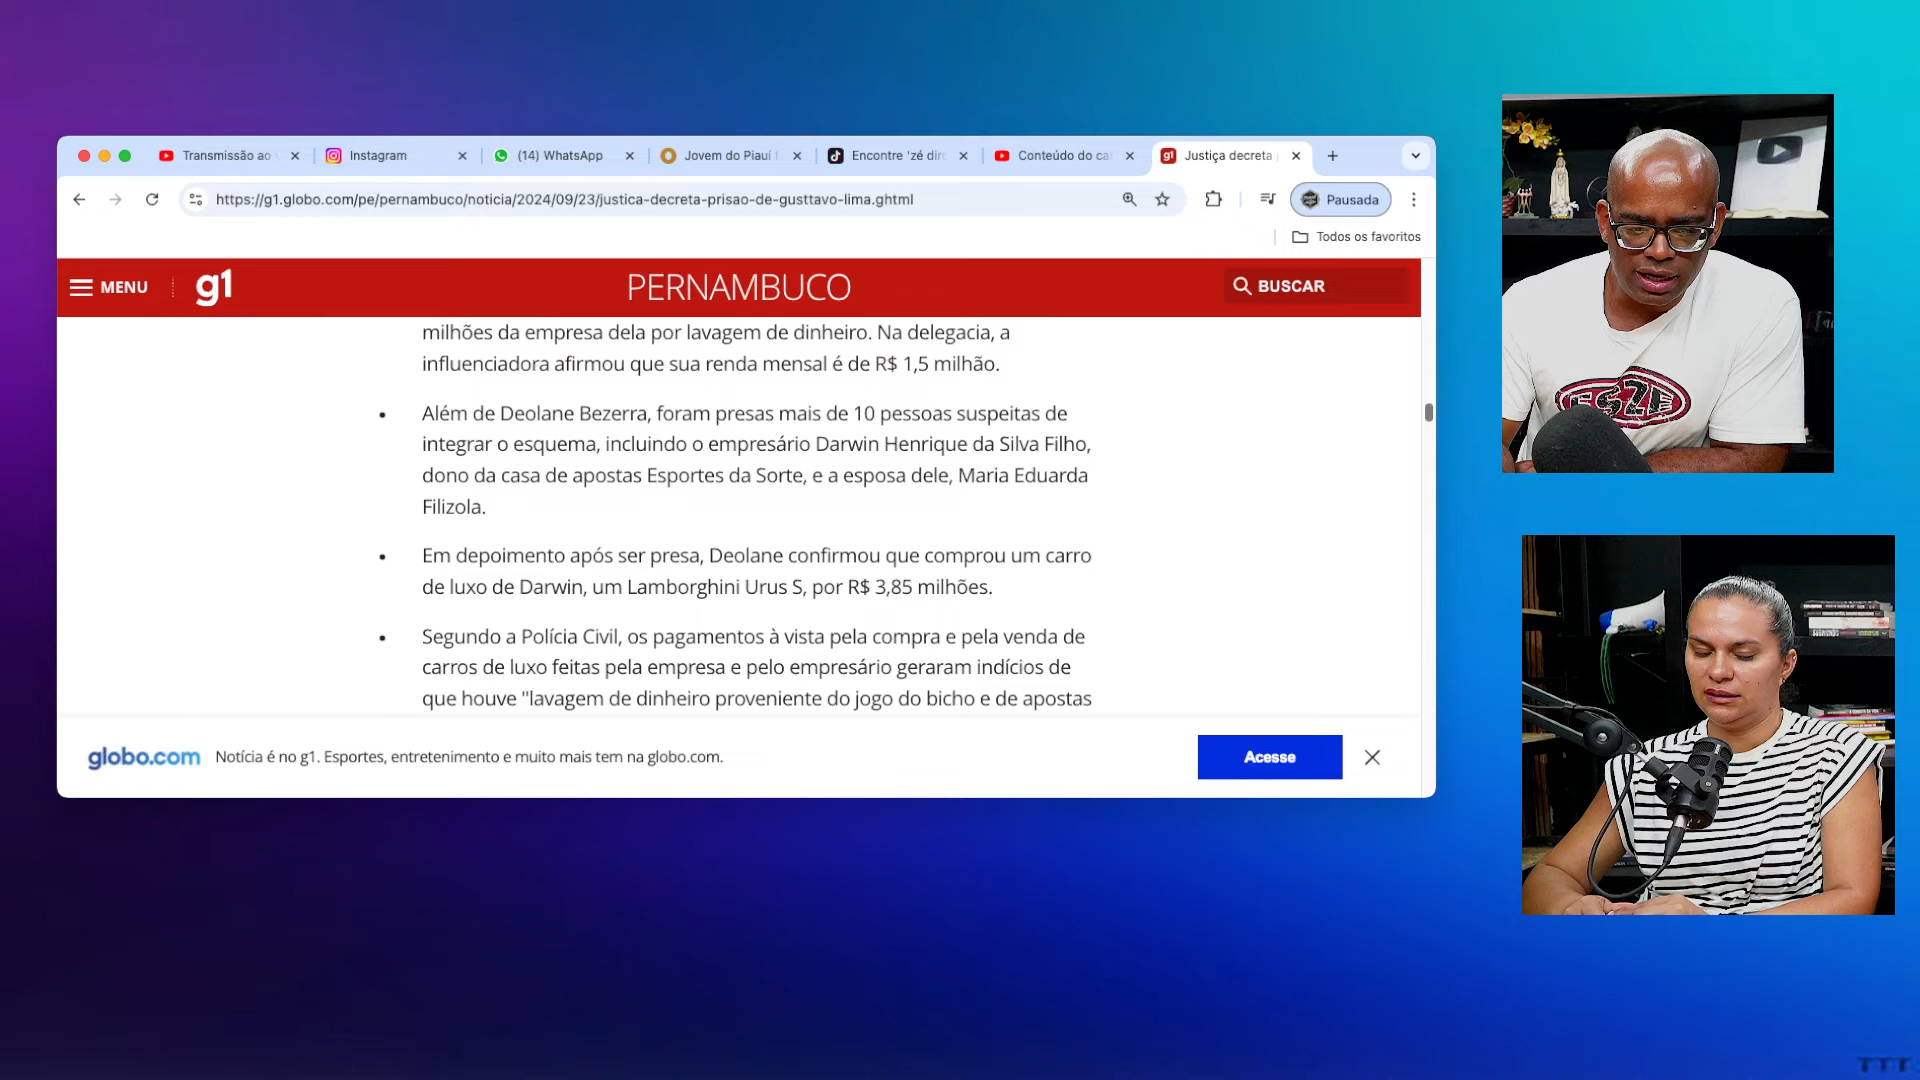 Transmissão ao
Instagram
(14) WhatsApp
Jovem do Piauí
Encontre 'zé dir
Conteúdo do ca
Justiça decreta
https://g1.globo.com/pe/pernambuco/noticia/2024/09/23/justica-decreta-prisao-de-gusttavo-lima.ghtml
Pausada
Todos os favoritos
MENU
g1
PERNAMBUCO
BUSCAR
milhões da empresa dela por lavagem de dinheiro. Na delegacia, a
influenciadora afirmou que sua renda mensal é de R$ 1,5 milhão.
• Além de Deolane Bezerra, foram presas mais de 10 pessoas suspeitas de
integrar o esquema, incluindo o empresário Darwin Henrique da Silva Filho,
dono da casa de apostas Esportes da Sorte, e a esposa dele, Maria Eduarda
Filizola.
• Em depoimento após ser presa, Deolane confirmou que comprou um carro
de luxo de Darwin, um Lamborghini Urus S, por R$ 3,85 milhões.
• Segundo a Polícia Civil, os pagamentos à vista pela compra e pela venda de
carros de luxo feitas pela empresa e pelo empresário geraram indícios de
que houve "lavagem de dinheiro proveniente do jogo do bicho e de apostas
globo.com
Notícia é no g1. Esportes, entretenimento e muito mais tem na globo.com.
Acesse